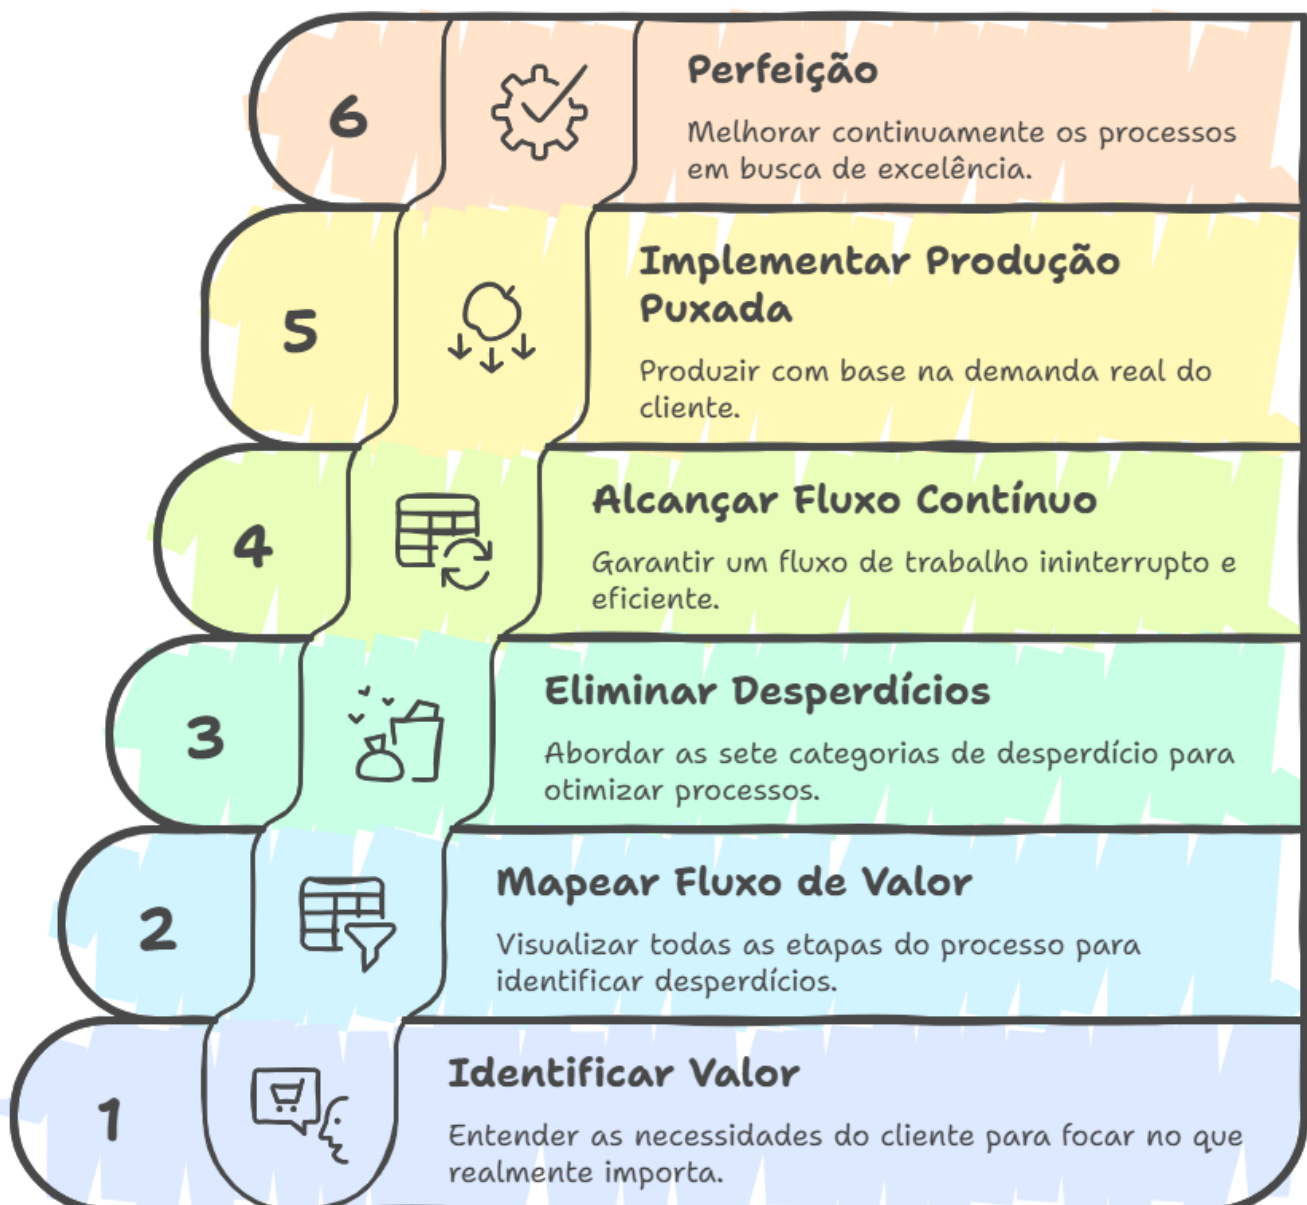 6
Perfeição
Melhorar continuamente os processos
em busca de excelência.
5
Implementar Produção
Puxada
Produzir com base na demanda real do
cliente.
4
Alcançar Fluxo Contínuo
Garantir um fluxo de trabalho ininterrupto e
eficiente.
3
Eliminar Desperdícios
Abordar as sete categorias de desperdício para
otimizar processos.
2
Mapear Fluxo de Valor
Visualizar todas as etapas do processo para
identificar desperdícios.
1
Identificar Valor
Entender as necessidades do cliente para focar no que
realmente importa.